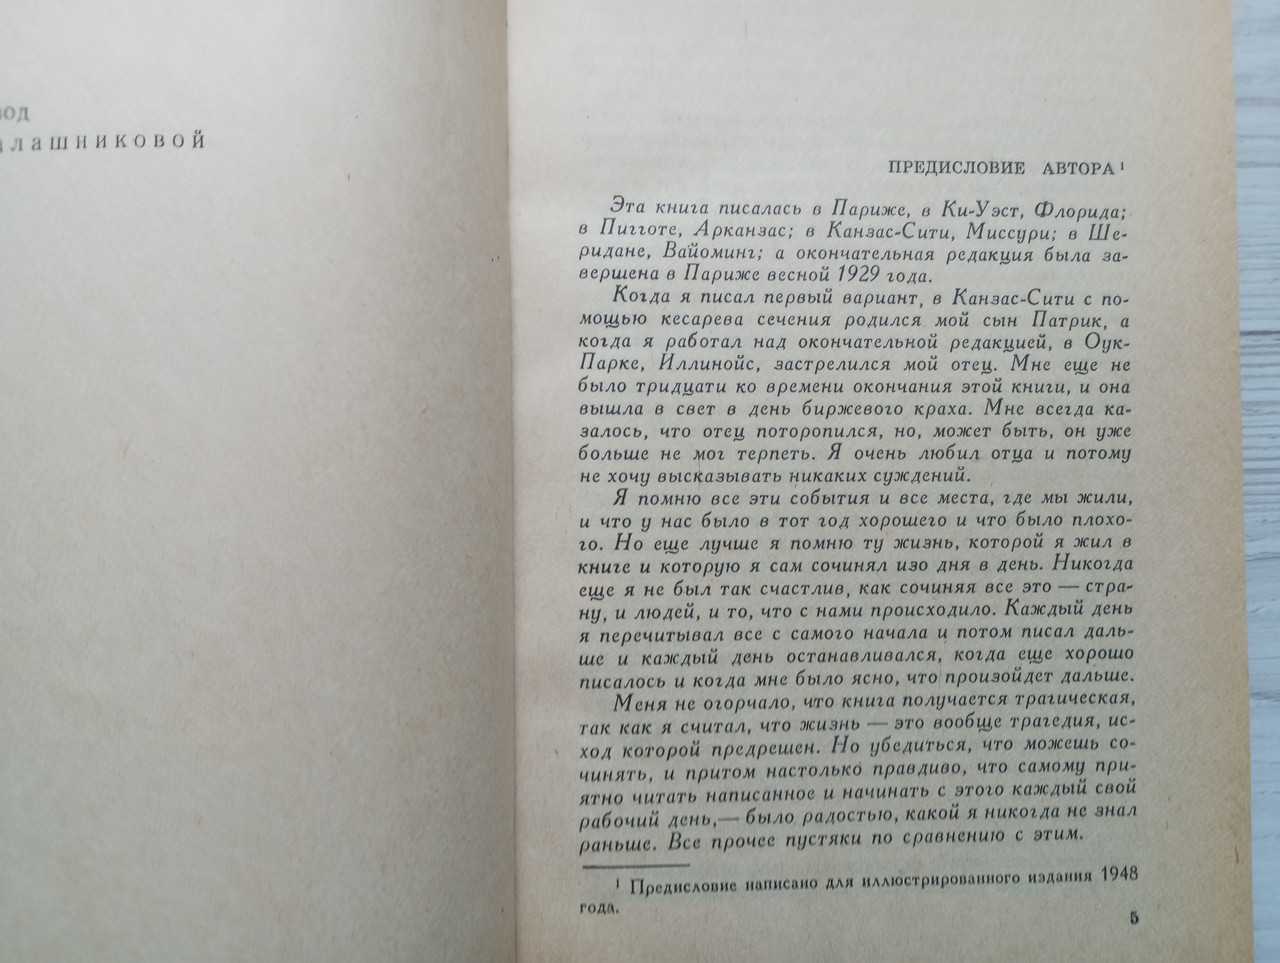 ПРЕДИСЛОВИЕ АВТОРА¹
Эта книга писалась в Париже, в Ки-Уэст, Флорида;
в Пигготе, Арканзас; в Канзас-Сити, Миссури; в Ше-
ридане, Вайоминг; а окончательная редакция была за-
вершена в Париже весной 1929 года.
Когда я писал первый вариант, в Канзас-Сити с по-
мощью кесарева сечения родился мой сын Патрик, а
когда я работал над окончательной редакцией, в Оук-
Парке, Иллинойс, застрелился мой отец. Мне еще не
было тридцати ко времени окончания этой книги, и она
вышла в свет в день биржевого краха. Мне всегда ка-
залось, что отец поторопился, но, может быть, он уже
больше не мог терпеть. Я очень любил отца и потому
не хочу высказывать никаких суждений.
Я помню все эти события и все места, где мы жили,
и что у нас было в тот год хорошего и что было плохо-
го. Но еще лучше я помню ту жизнь, которой я жил в
книге и которую я сам сочинял изо дня в день. Никогда
еще я не был так счастлив, как сочиняя все это — стра-
ну, и людей, и то, что с нами происходило. Каждый день
я перечитывал все с самого начала и потом писал даль-
ше и каждый день останавливался, когда еще хорошо
писалось и когда мне было ясно, что произойдет дальше.
Меня не огорчало, что книга получается трагическая,
так как я считал, что жизнь — это вообще трагедия, ис-
ход которой предрешен. Но убедиться, что можешь со-
чинять, и притом настолько правдиво, что самому при-
ятно читать написанное и начинать с этого каждый свой
рабочий день,— было радостью, какой я никогда не знал
раньше. Все прочее пустяки по сравнению с этим.
¹ Предисловие написано для иллюстрированного издания 1948
года.
5